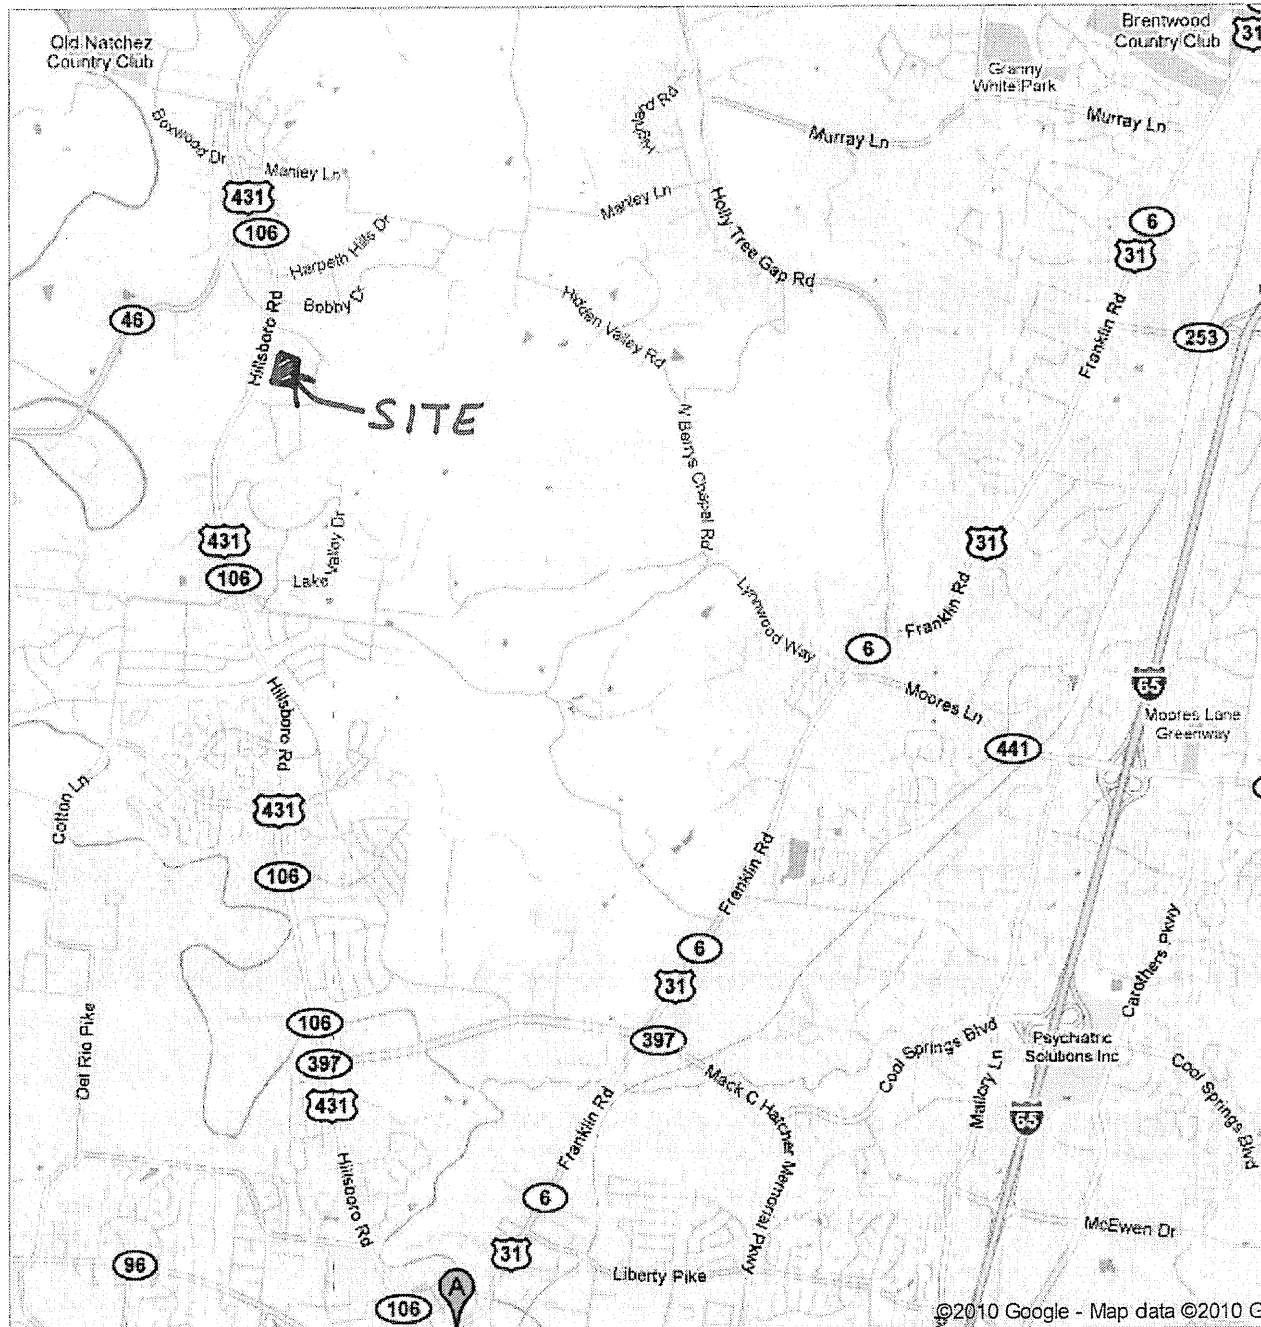 Old Natchez
Country Club
Brentwood
Country Club
31
Granny
White Park
Boxwood Dr
Hilland Rd
Murray Ln
Murray Ln
Manley Ln
431
106
Manley Ln
Harpeth Hills Dr
Holly Tree Gap Rd
6
31
Bobby Dr
46
Hillsboro Rd
Hidden Valley Rd
Franklin Rd
253
SITE
N Berrys Chapel Rd
431
106
Lake Valley Dr
31
Lynnwood Way
Franklin Rd
6
Moores Ln
65
Moores Lane
Greenway
441
Hillsboro Rd
Cotton Ln
431
106
Franklin Rd
6
31
Carothers Pkwy
Del Rio Pike
106
397
431
397
Mack C Hatcher Memorial Pkwy
Cool Springs Blvd
Psychiatric
Solutions Inc
Mallory Ln
65
Cool Springs Blvd
Franklin Rd
Hillsboro Rd
6
31
McEwen Dr
96
Liberty Pike
A
106
©2010 Google - Map data ©2010 G